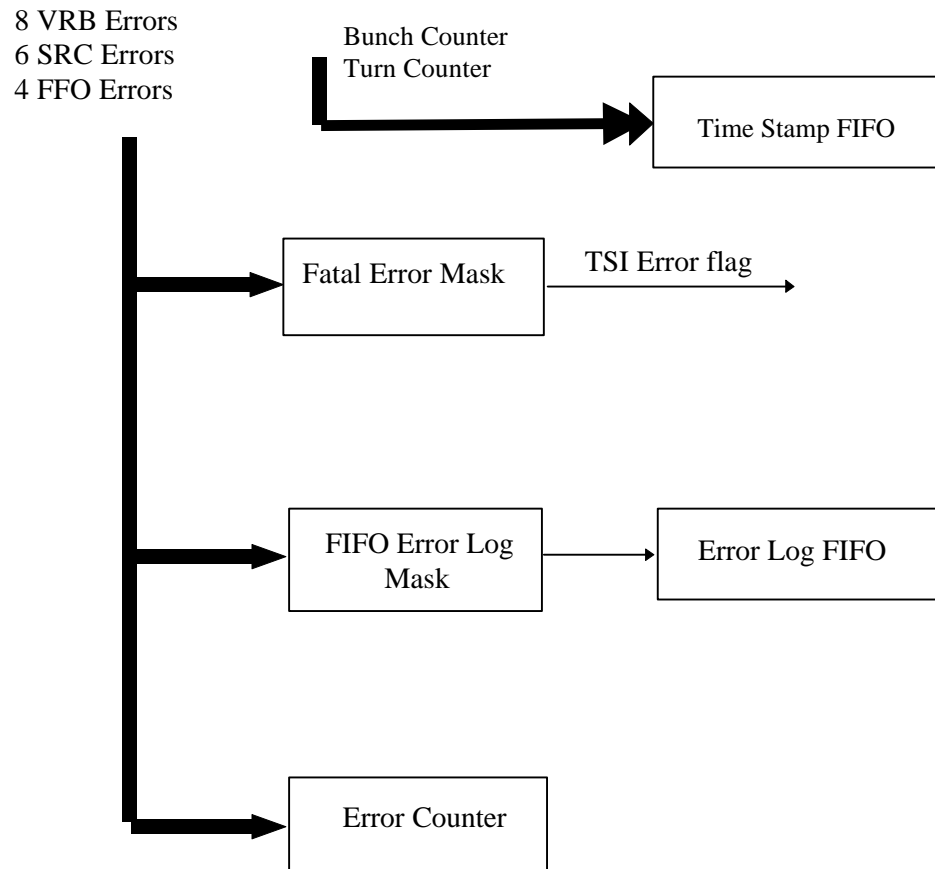 8 VRB Errors
6 SRC Errors
4 FFO Errors
Bunch Counter
Turn Counter
Time Stamp FIFO
Fatal Error Mask
TSI Error flag
FIFO Error Log
Mask
Error Log FIFO
Error Counter